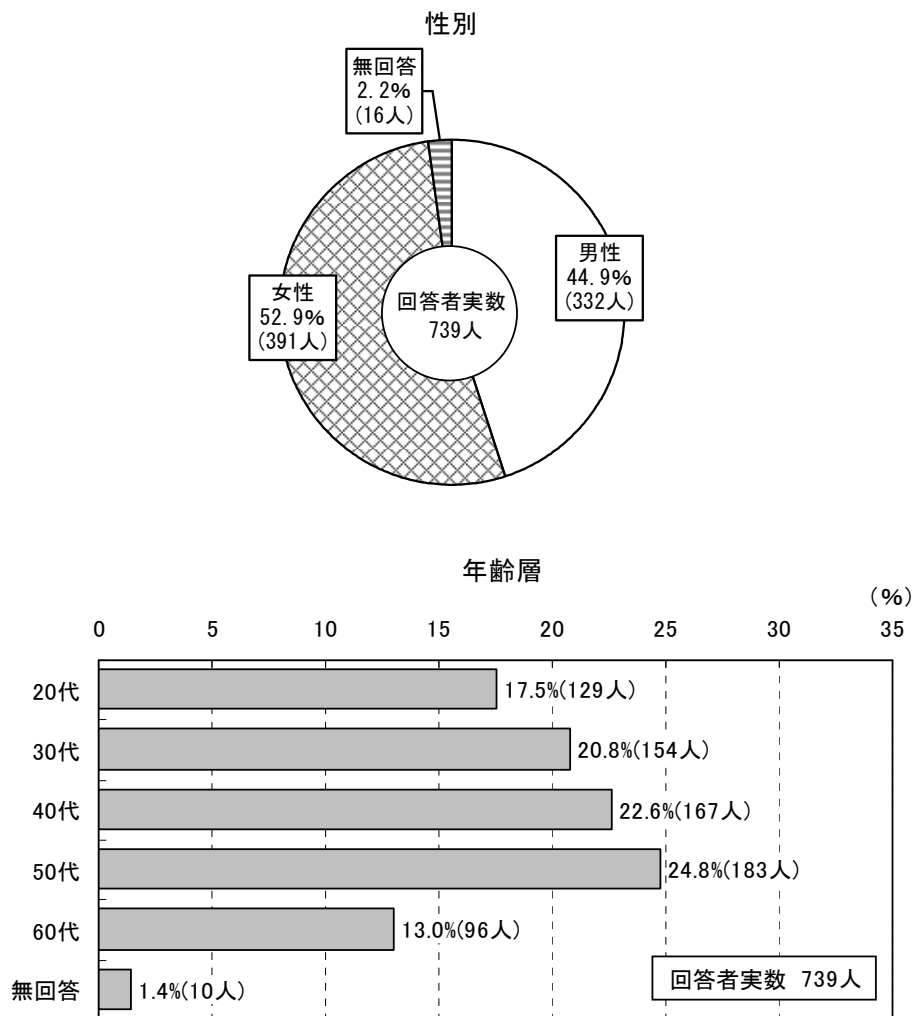 性別
無回答
2.2%
(16人)
男性
44.9%
(332人)
女性
52.9%
(391人)
回答者実数
739人
年齢層
(%)
0 5 10 15 20 25 30 35
20代 17.5%(129人)
30代 20.8%(154人)
40代 22.6%(167人)
50代 24.8%(183人)
60代 13.0%(96人)
無回答 1.4%(10人)
回答者実数 739人